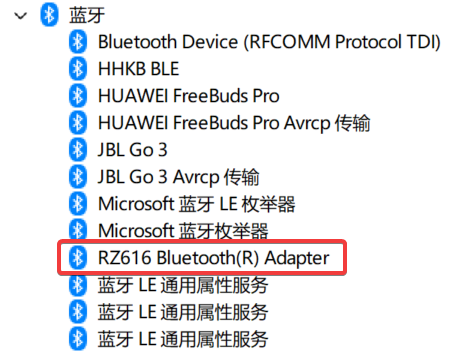 蓝牙
Bluetooth Device (RFCOMM Protocol TDI)
HHKB BLE
HUAWEI FreeBuds Pro
HUAWEI FreeBuds Pro Avrcp 传输
JBL Go 3
JBL Go 3 Avrcp 传输
Microsoft 蓝牙 LE 枚举器
Microsoft 蓝牙枚举器
RZ616 Bluetooth(R) Adapter
蓝牙 LE 通用属性服务
蓝牙 LE 通用属性服务
蓝牙 LE 通用属性服务